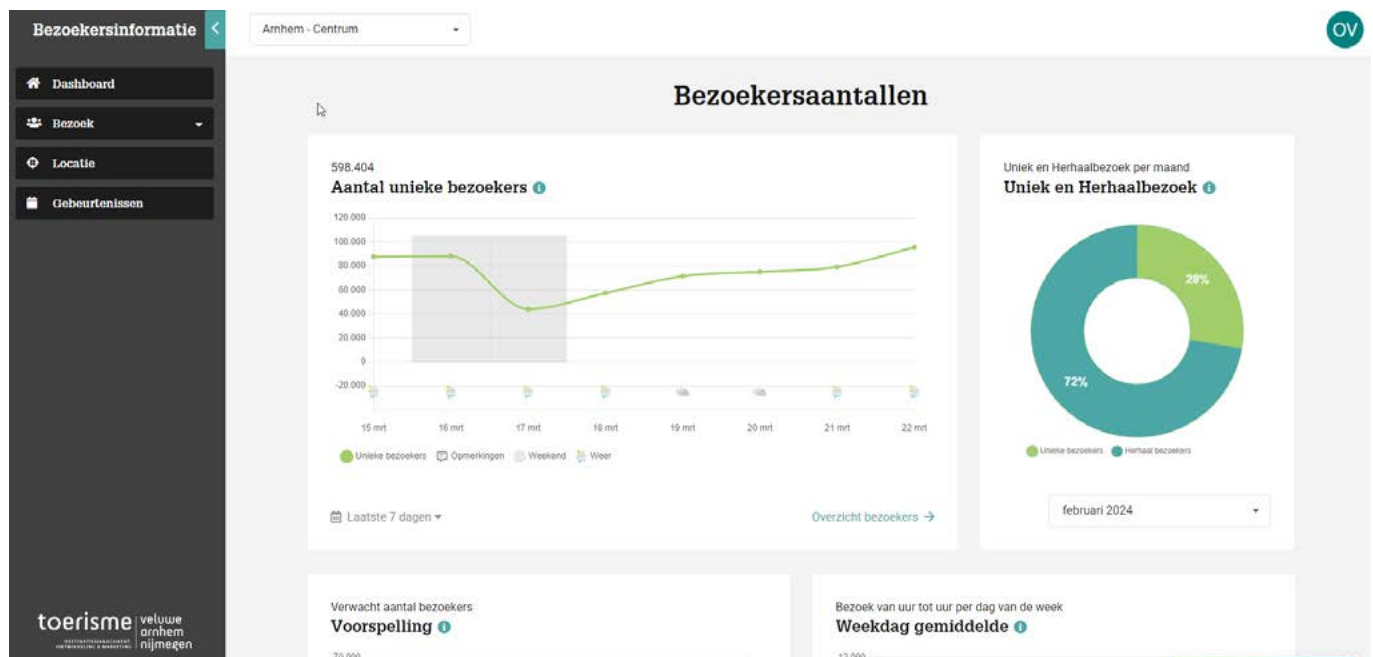 Bezoekersinformatie
Arnhem - Centrum
OV
Dashboard
Bezoek
Locatie
Gebeurtenissen
Bezoekersaantallen
598.404
Aantal unieke bezoekers
120.000
100.000
80.000
60.000
40.000
20.000
0
-20.000
15 mrt 16 mrt 17 mrt 18 mrt 19 mrt 20 mrt 21 mrt 22 mrt
Unieke bezoekers Opmerkingen Weekend Weer
Laatste 7 dagen
Overzicht bezoekers →
Uniek en Herhaalbezoek per maand
Uniek en Herhaalbezoek
28%
72%
Unieke bezoekers Herhaal bezoekers
februari 2024
Verwacht aantal bezoekers
Voorspelling
70.000
Bezoek van uur tot uur per dag van de week
Weekdag gemiddelde
12.000
toerisme
veluwe
arnhem
nijmegen